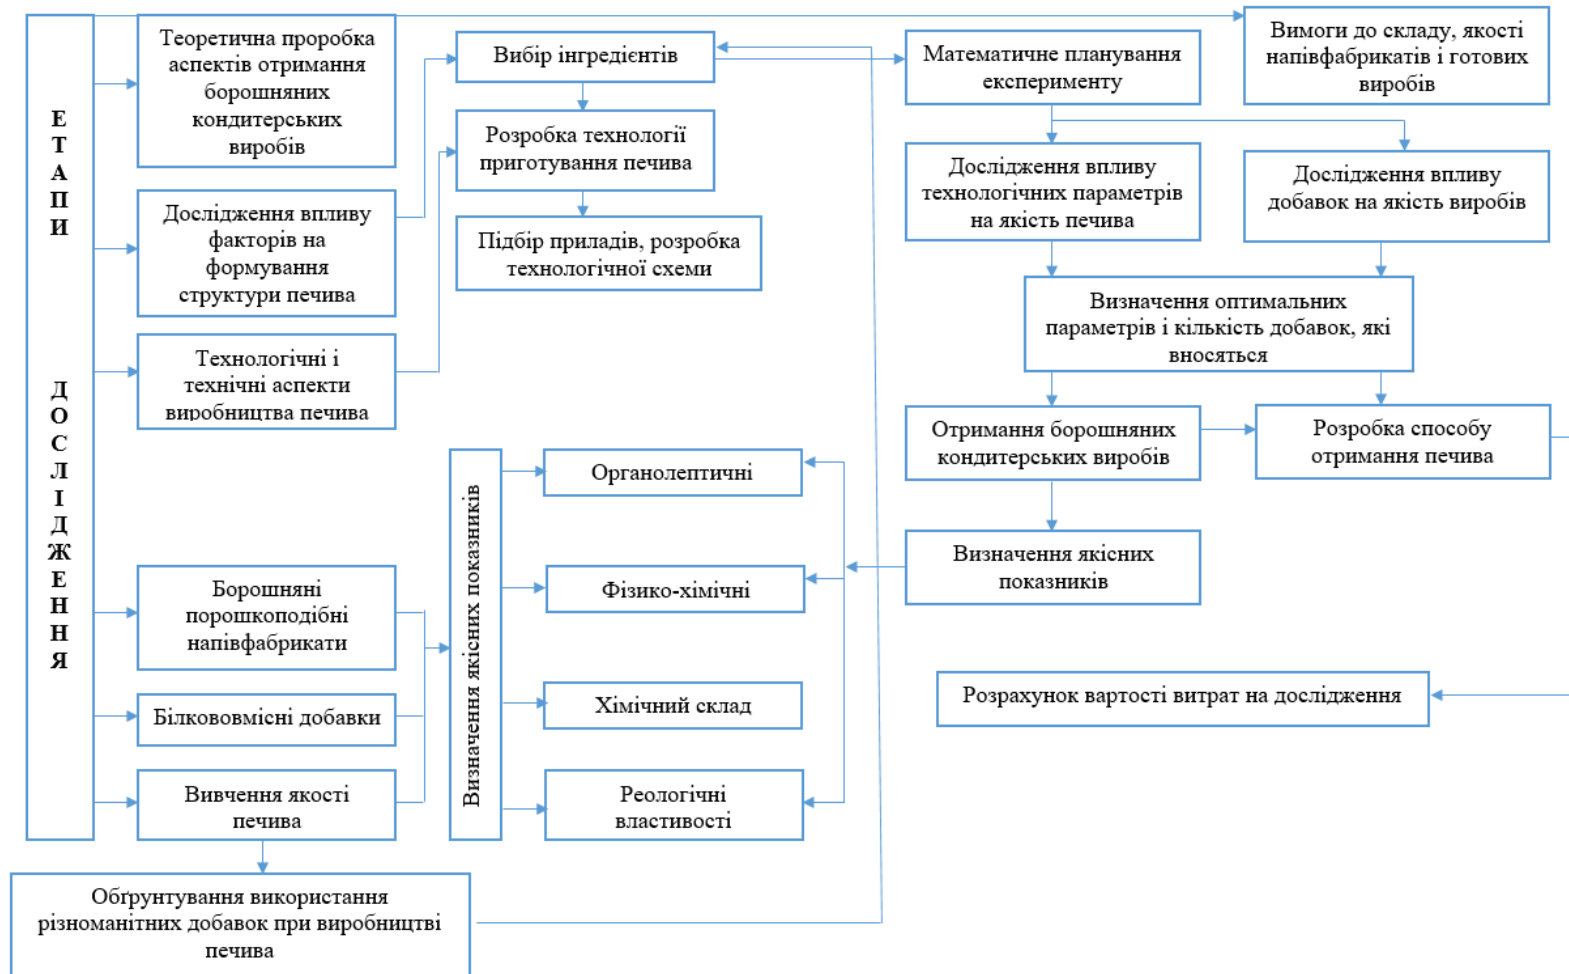 ЕТАПИ ДОСЛІДЖЕННЯ
Теоретична проробка
аспектів отримання
борошняних
кондитерських
виробів
Дослідження впливу
факторів на
формування
структури печива
Технологічні і
технічні аспекти
виробництва печива
Борошняні
порошкоподібні
напівфабрикати
Білкововмісні добавки
Вивчення якості
печива
Обґрунтування використання
різноманітних добавок при виробництві
печива
Вибір інгредієнтів
Розробка технології
приготування печива
Підбір приладів, розробка
технологічної схеми
Визначення якісних показників
Органолептичні
Фізико-хімічні
Хімічний склад
Реологічні
властивості
Математичне планування
експерименту
Вимоги до складу, якості
напівфабрикатів і готових
виробів
Дослідження впливу
технологічних параметрів
на якість печива
Дослідження впливу
добавок на якість виробів
Визначення оптимальних
параметрів і кількість добавок, які
вносяться
Отримання борошняних
кондитерських виробів
Розробка способу
отримання печива
Визначення якісних
показників
Розрахунок вартості витрат на дослідження